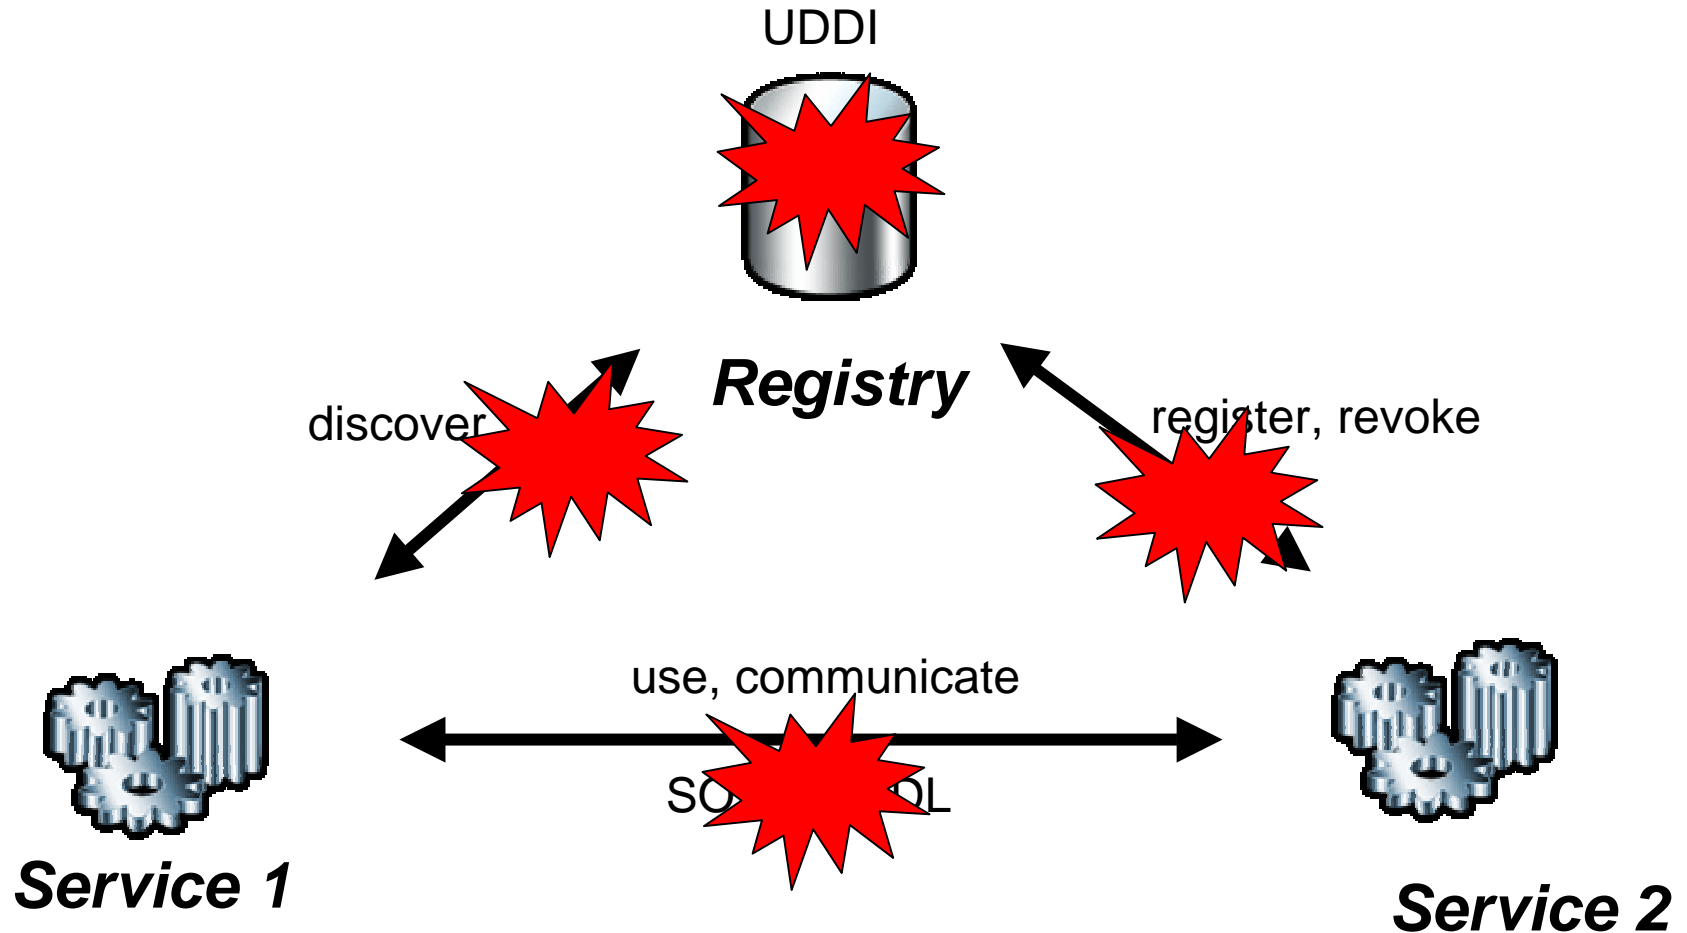 UDDI
Registry
discover
register, revoke
use, communicate
Service 1
Service 2